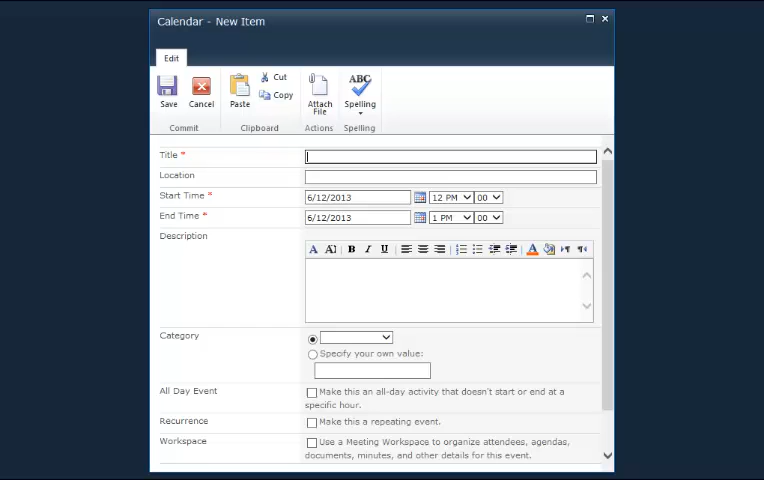 Calendar - New Item
Edit
Save
Cancel
Paste
Cut
Copy
Attach File
ABC
Spelling
Commit
Clipboard
Actions
Spelling
Title *
Location
Start Time * 6/12/2013 12 PM 00
End Time * 6/12/2013 1 PM 00
Description
A A B I U A
Category
Specify your own value:
All Day Event Make this an all-day activity that doesn't start or end at a
specific hour.
Recurrence Make this a repeating event.
Workspace Use a Meeting Workspace to organize attendees, agendas,
documents, minutes, and other details for this event.